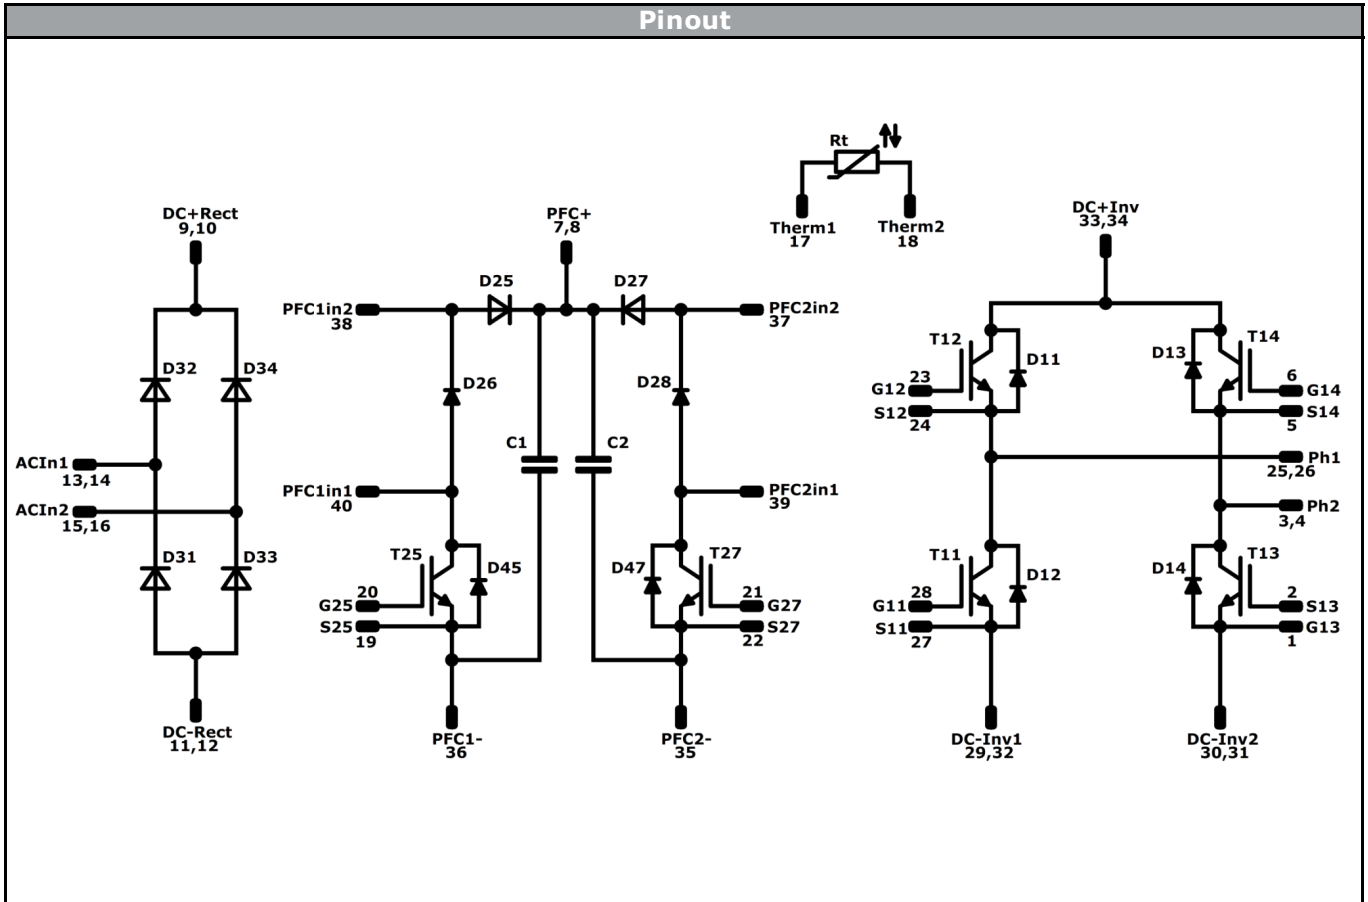 Pinout
Rt
Therm1
17
Therm2
18
DC+Rect
9,10
D32
D34
ACIn1
13,14
ACIn2
15,16
D31
D33
DC-Rect
11,12
PFC+
7,8
D25
D27
PFC1in2
38
PFC2in2
37
D26
D28
C1
C2
PFC1in1
40
PFC2in1
39
T25
D45
D47
T27
20
G25
S25
19
21
G27
S27
22
PFC1-
36
PFC2-
35
DC+Inv
33,34
T12
D11
D13
T14
23
G12
S12
24
6
G14
S14
5
Ph1
25,26
Ph2
3,4
T11
D12
D14
T13
28
G11
S11
27
2
S13
G13
1
DC-Inv1
29,32
DC-Inv2
30,31